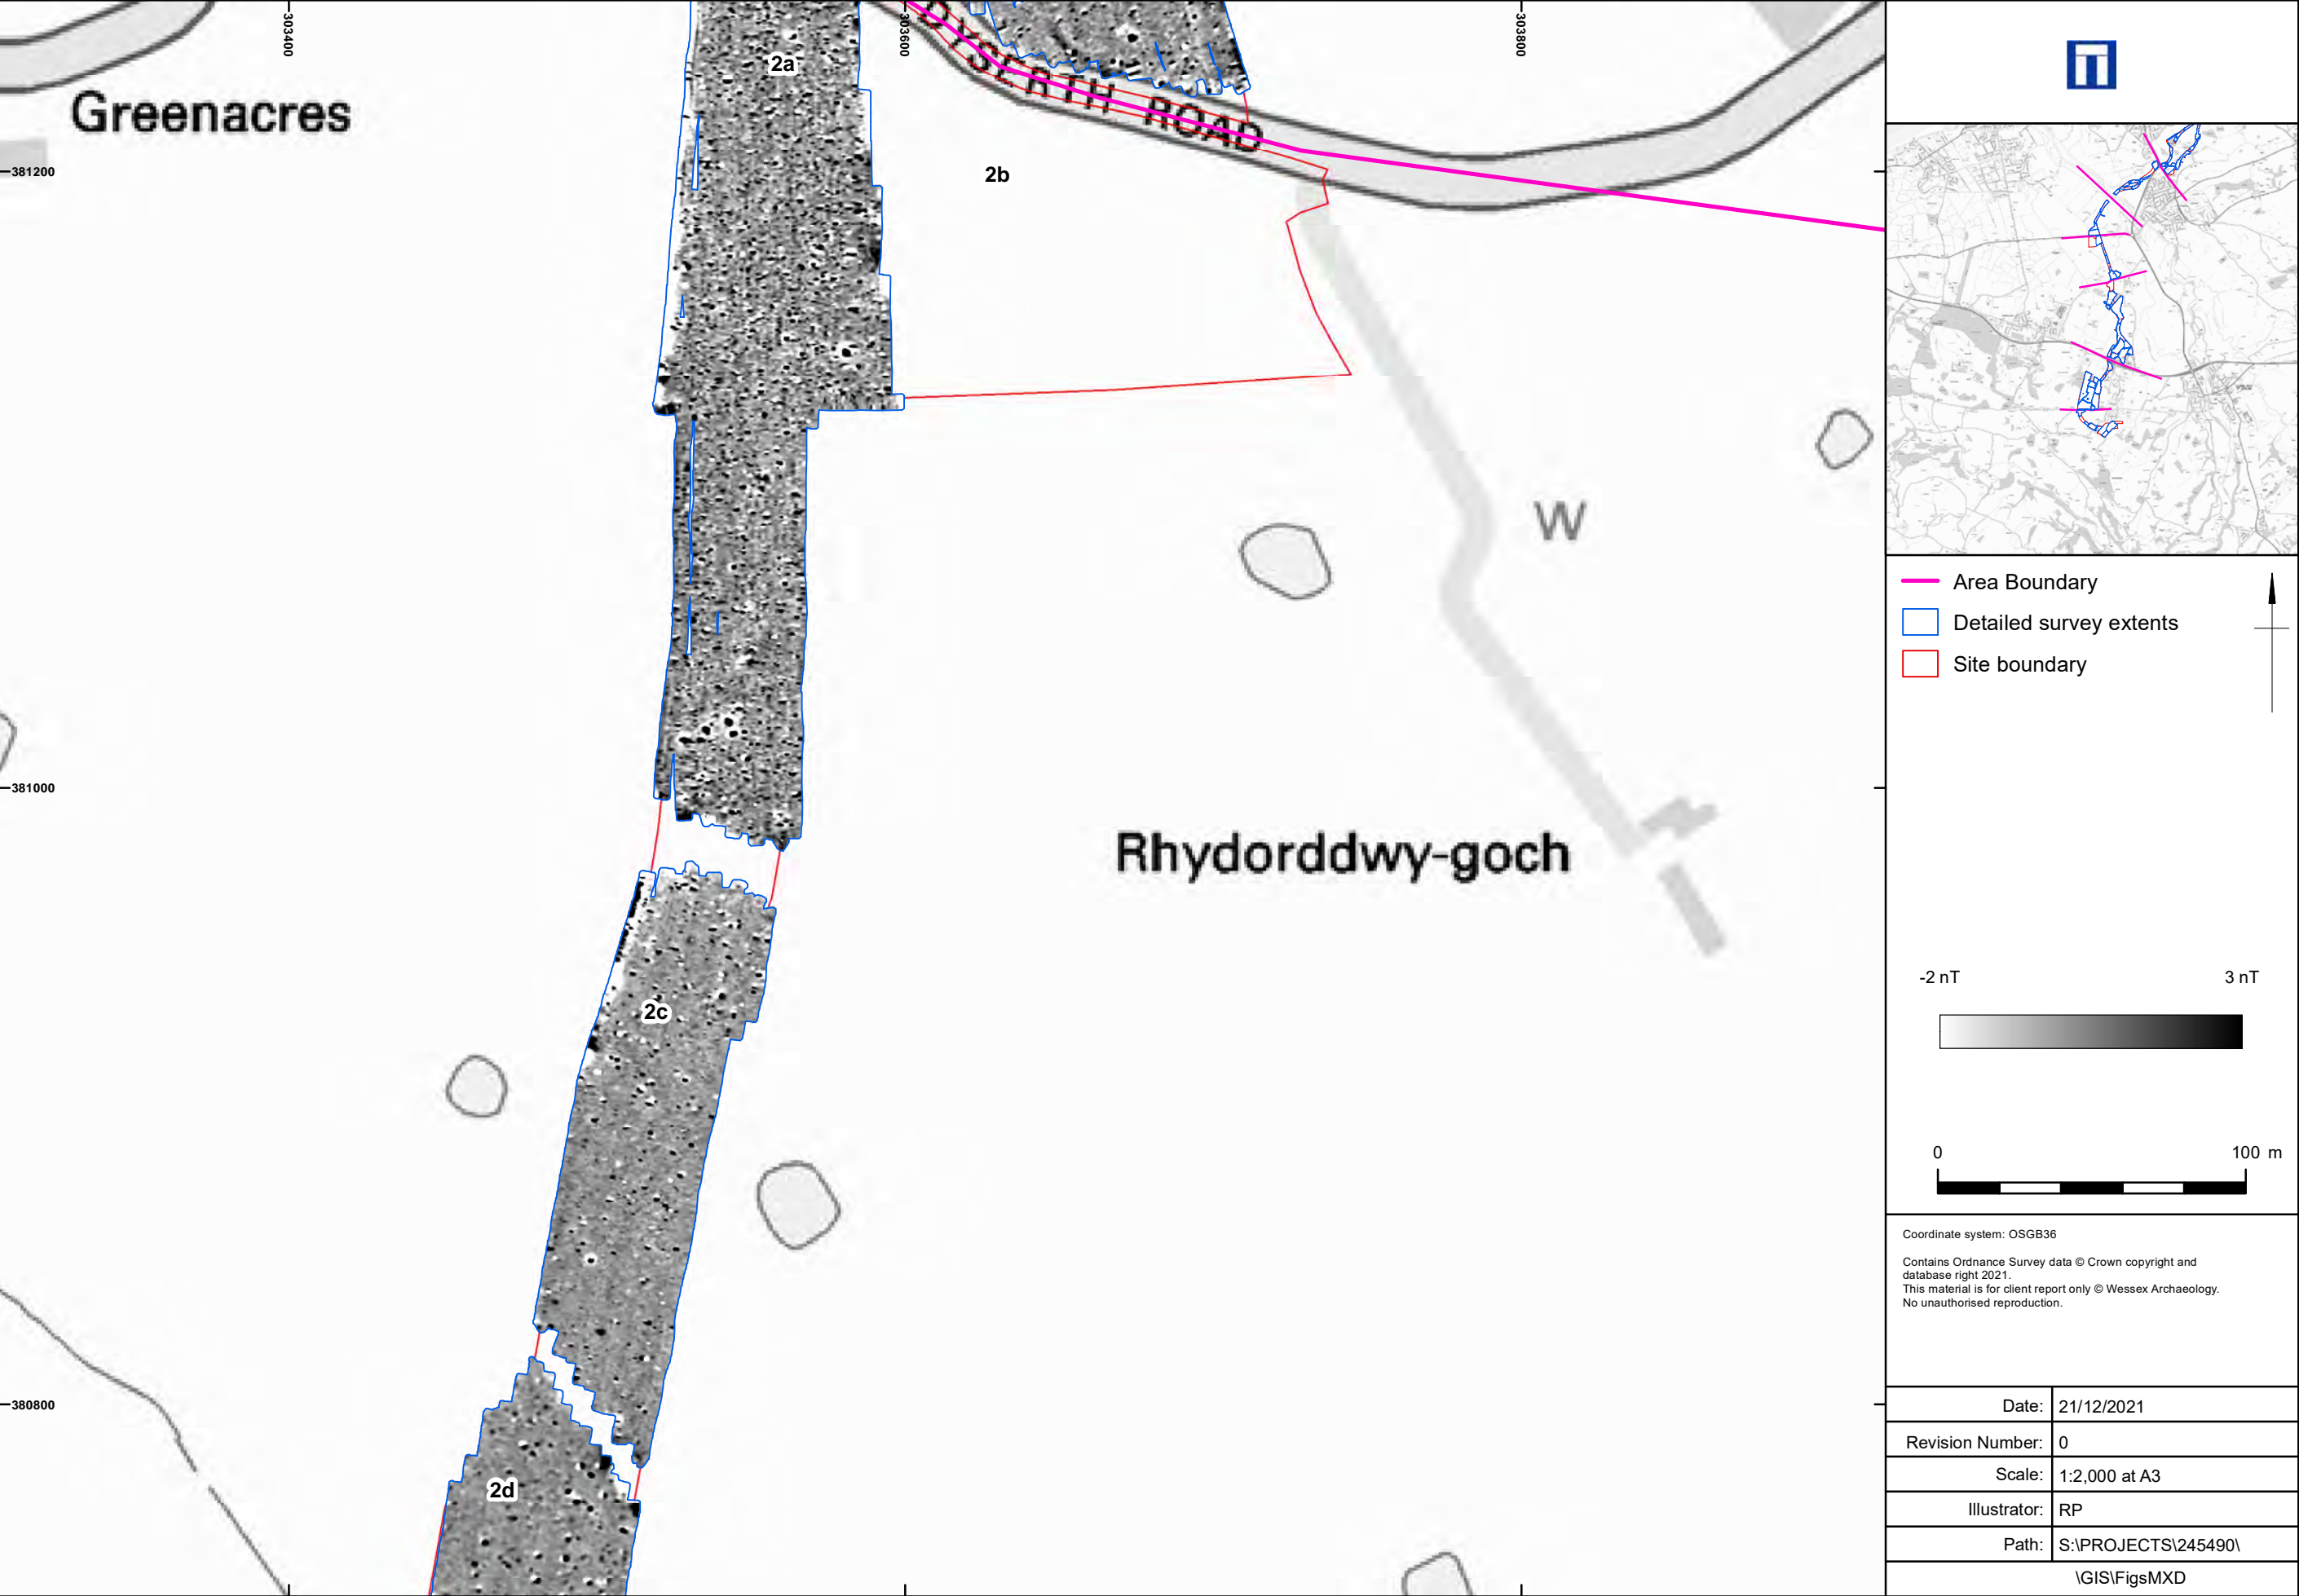 303400
303600
303800
2a
Greenacres
ROAD
381200
2b
W
381000
Rhydorddwy-goch
2c
380800
2d
Area Boundary
Detailed survey extents
Site boundary
-2 nT
3 nT
0
100 m
Coordinate system: OSGB36
Contains Ordnance Survey data © Crown copyright and
database right 2021.
This material is for client report only © Wessex Archaeology.
No unauthorised reproduction.
Date: 21/12/2021
Revision Number: 0
Scale: 1:2,000 at A3
Illustrator: RP
Path: S:\PROJECTS\245490\
\GIS\FigsMXD